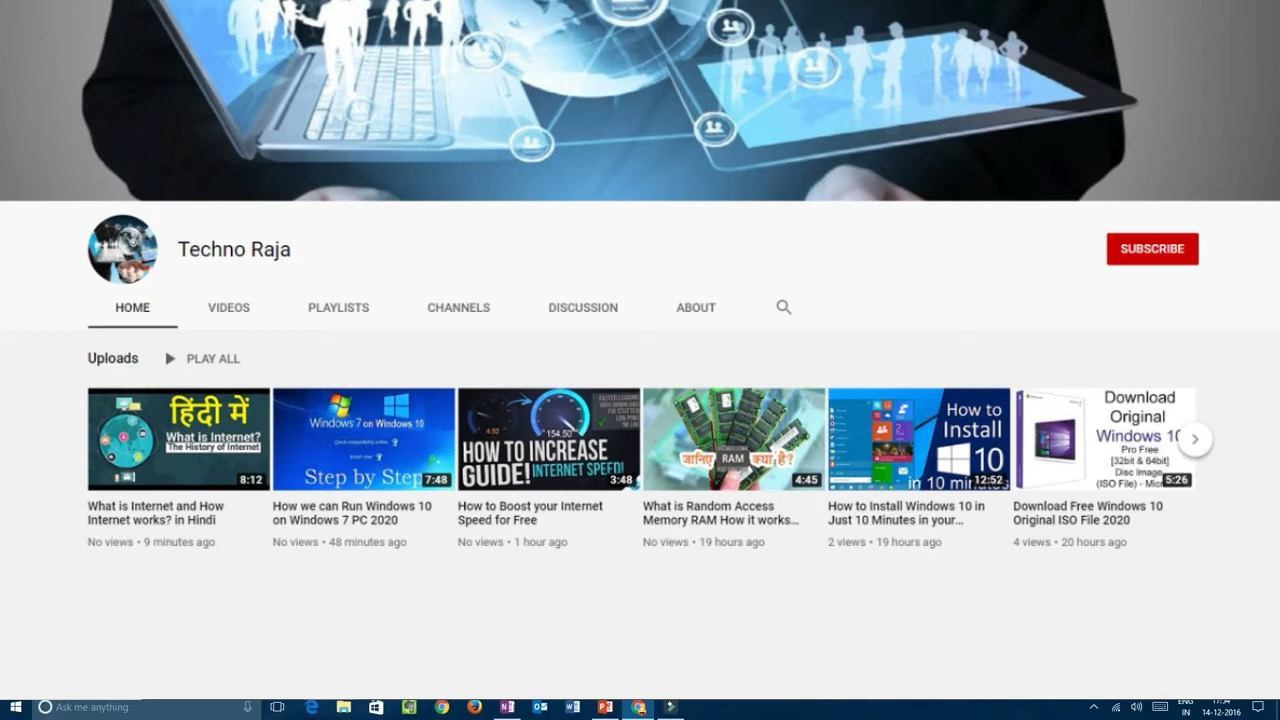 Techno Raja
SUBSCRIBE
HOME VIDEOS PLAYLISTS CHANNELS DISCUSSION ABOUT
Uploads PLAY ALL
हिंदी में
What is Internet?
The History of Internet
8:12
Windows 7 on Windows 10
Step by Step
7:48
4.52
154.50
HOW TO INCREASE
GUIDE! INTERNET SPEED!
3:48
जानिए RAM क्या है?
4:45
How to
Install
10
in 10 minutes
12:52
Download
Original
Windows 10
Pro Free
[32bit & 64bit]
Disc Image
(ISO File) - Micr
5:26
What is Internet and How
Internet works? in Hindi
No views • 9 minutes ago
How we can Run Windows 10
on Windows 7 PC 2020
No views • 48 minutes ago
How to Boost your Internet
Speed for Free
No views • 1 hour ago
What is Random Access
Memory RAM How it works...
No views • 19 hours ago
How to Install Windows 10 in
Just 10 Minutes in your...
2 views • 19 hours ago
Download Free Windows 10
Original ISO File 2020
4 views • 20 hours ago
Ask me anything
ENG
IN
14-12-2016